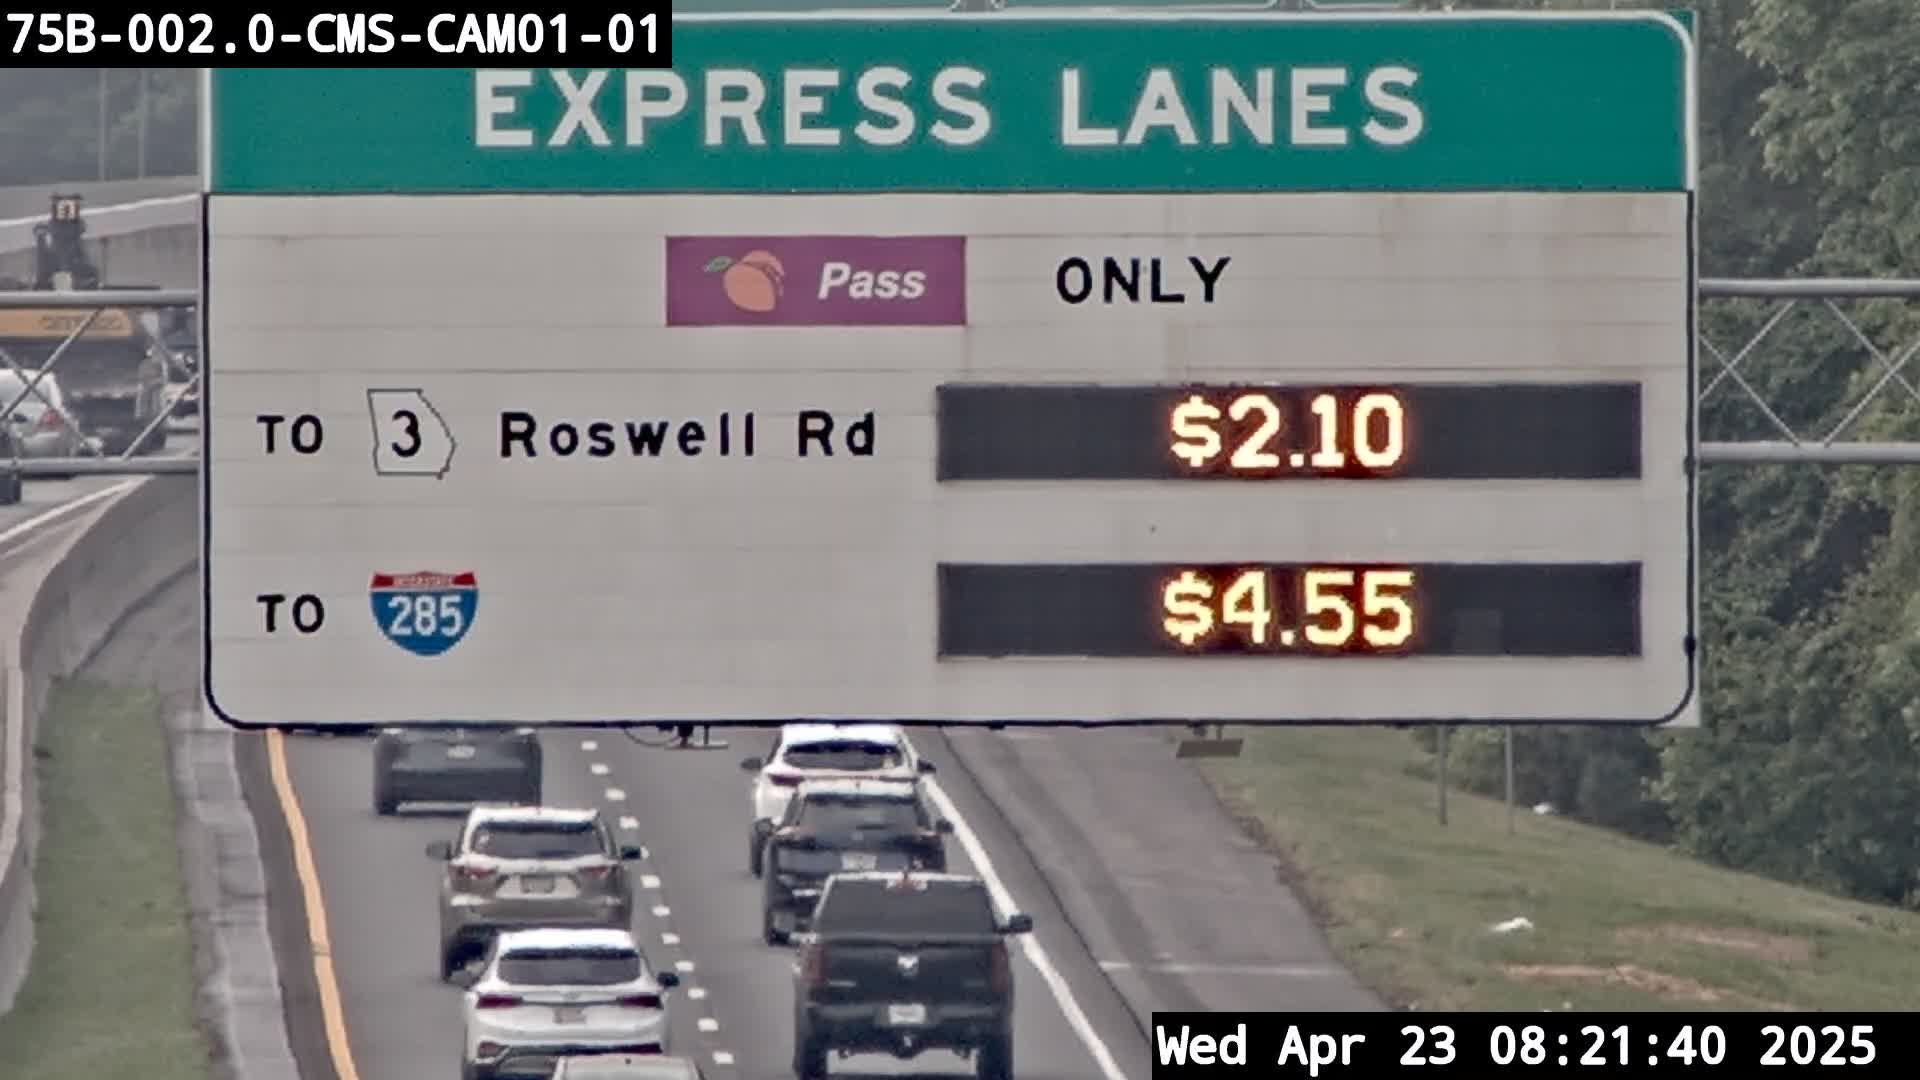 75B-002.0-CMS-CAM01-01
EXPRESS LANES
Pass ONLY
TO 3 Roswell Rd $2.10
TO INTERSTATE 285 $4.55
Wed Apr 23 08:21:40 2025